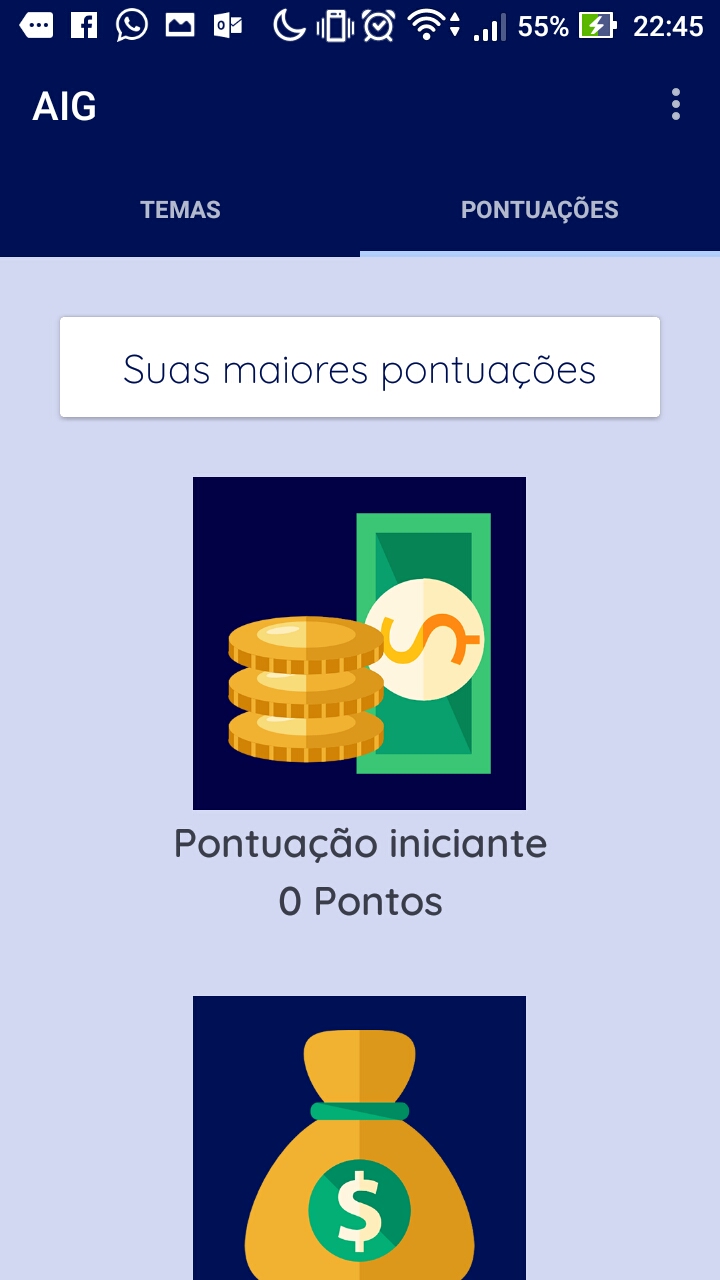 55% 22:45
AIG
TEMAS PONTUAÇÕES
Suas maiores pontuações
$
Pontuação iniciante
0 Pontos
$